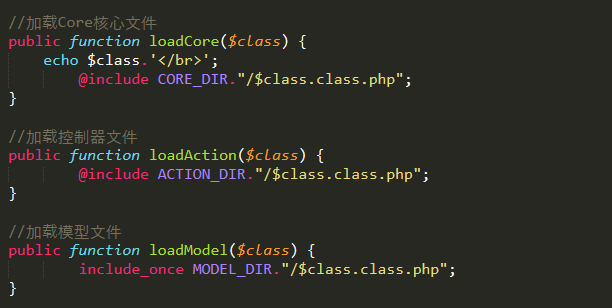 //加载Core核心文件
public function loadCore($class) {
echo $class.'</br>';
@include CORE_DIR."/$class.class.php";
}
//加载控制器文件
public function loadAction($class) {
@include ACTION_DIR."/$class.class.php";
}
//加载模型文件
public function loadModel($class) {
include_once MODEL_DIR."/$class.class.php";
}